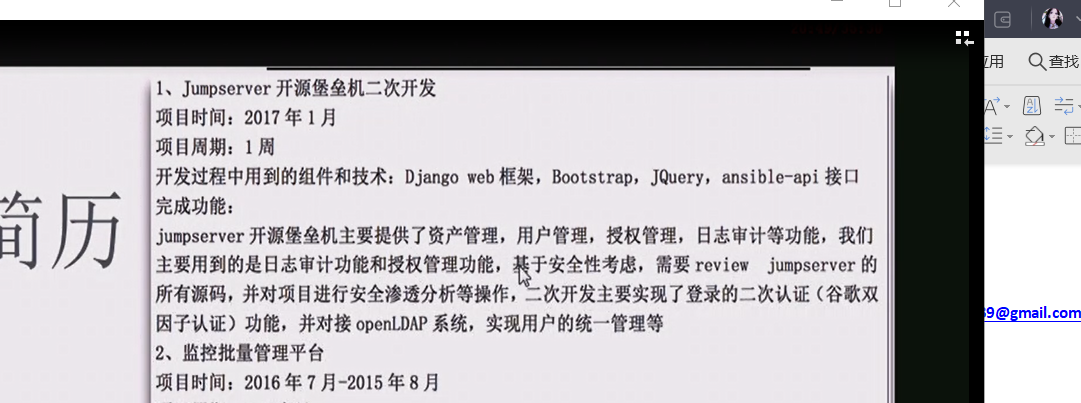 应用
查找
简历
1、Jumpserver 开源堡垒机二次开发
项目时间：2017 年 1 月
项目周期：1 周
开发过程中用到的组件和技术：Django web 框架，Bootstrap，JQuery，ansible-api 接口
完成功能：
jumpserver 开源堡垒机主要提供了资产管理，用户管理，授权管理，日志审计等功能，我们
主要用到的是日志审计功能和授权管理功能，基于安全性考虑，需要 review jumpserver 的
所有源码，并对项目进行安全渗透分析等操作，二次开发主要实现了登录的二次认证（谷歌双
因子认证）功能，并对接 openLDAP 系统，实现用户的统一管理等
2、监控批量管理平台
项目时间：2016 年 7 月-2015 年 8 月
39@gmail.com